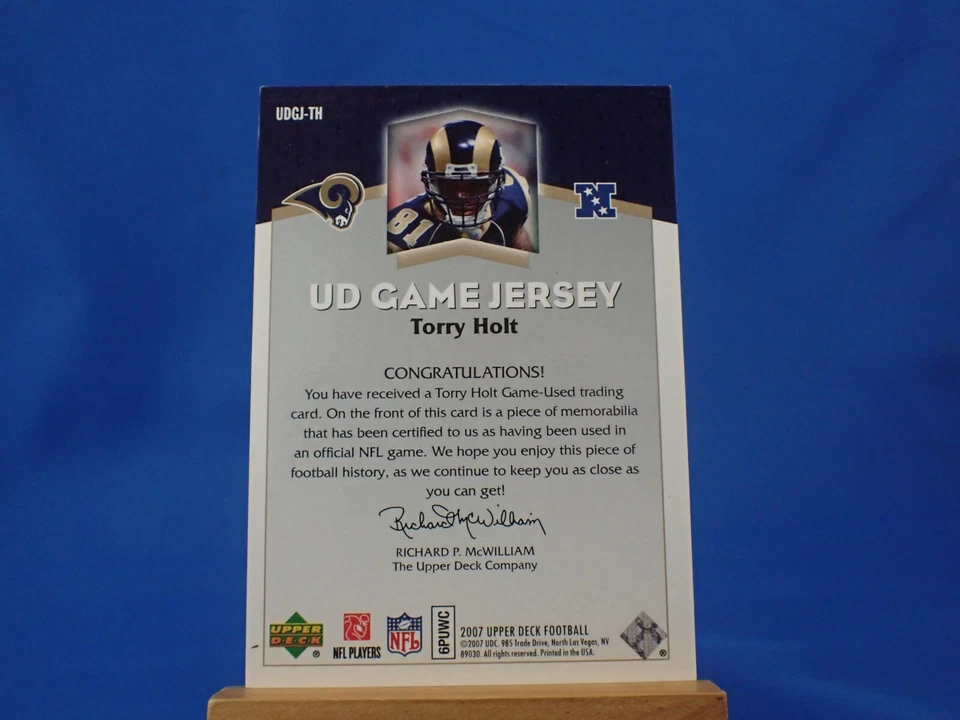 UDGJ-TH
81
UD GAME JERSEY
Torry Holt
CONGRATULATIONS!
You have received a Torry Holt Game-Used trading
card. On the front of this card is a piece of memorabilia
that has been certified to us as having been used in
an official NFL game. We hope you enjoy this piece of
football history, as we continue to keep you as close as
you can get!
Richard McWilliam
RICHARD P. McWILLIAM
The Upper Deck Company
UPPER
DECK
®
NFL PLAYERS
NFL
6PUWC
2007 UPPER DECK FOOTBALL
©2007 UDC. 985 Trade Drive, North Las Vegas, NV
89030. All rights reserved. Printed in the USA.
®